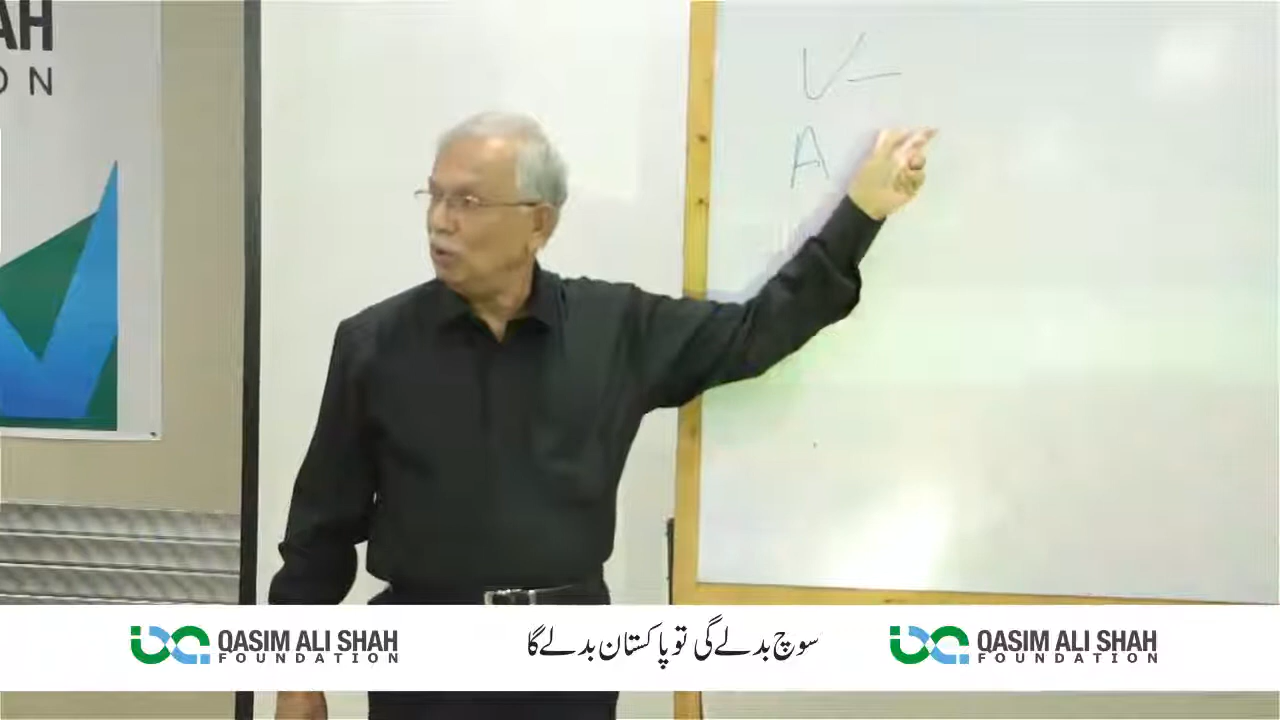 AH
ON
V-
A
QASIM ALI SHAH
FOUNDATION
سوچ بدلے گی تو پاکستان بدلے گا
QASIM ALI SHAH
FOUNDATION